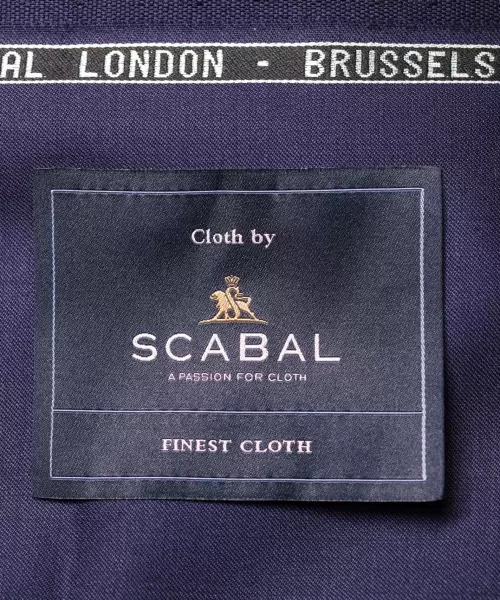 AL LONDON - BRUSSELS
Cloth by
SCABAL
A PASSION FOR CLOTH
FINEST CLOTH